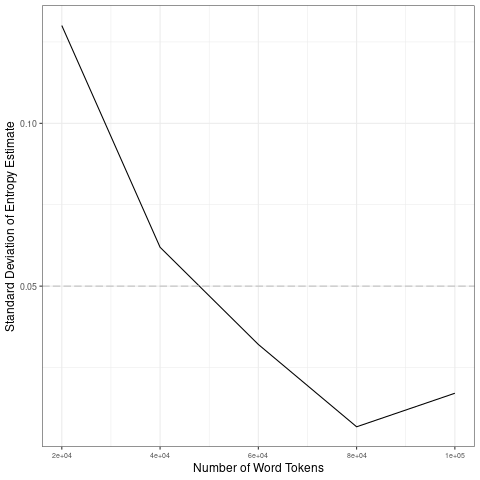 Standard Deviation of Entropy Estimate
0.10
0.05
2e+04 4e+04 6e+04 8e+04 1e+05
Number of Word Tokens